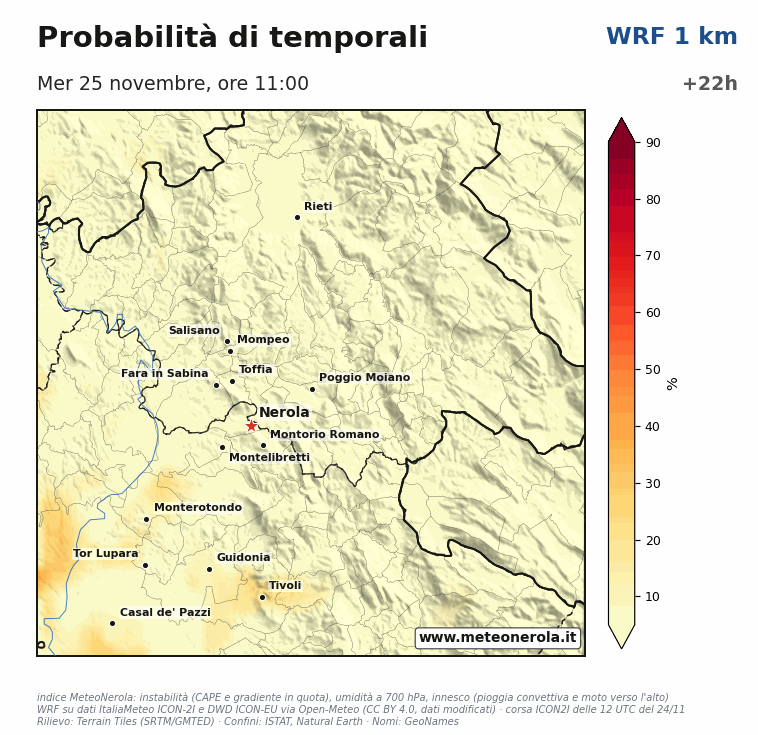 Probabilità di temporali
WRF 1 km
Mer 25 novembre, ore 11:00
+22h
90
80
70
60
50
40
30
20
10
%
Rieti
Salisano
Mompeo
Toffia
Fara in Sabina
Poggio Moiano
Nerola
Montorio Romano
Montelibretti
Monterotondo
Tor Lupara
Guidonia
Tivoli
Casal de' Pazzi
www.meteonerola.it
indice MeteoNerola: instabilità (CAPE e gradiente in quota), umidità a 700 hPa, innesco (pioggia convettiva e moto verso l'alto)
WRF su dati ItaliaMeteo ICON-2I e DWD ICON-EU via Open-Meteo (CC BY 4.0, dati modificati) · corsa ICON2I delle 12 UTC del 24/11
Rilievo: Terrain Tiles (SRTM/GMTED) · Confini: ISTAT, Natural Earth · Nomi: GeoNames